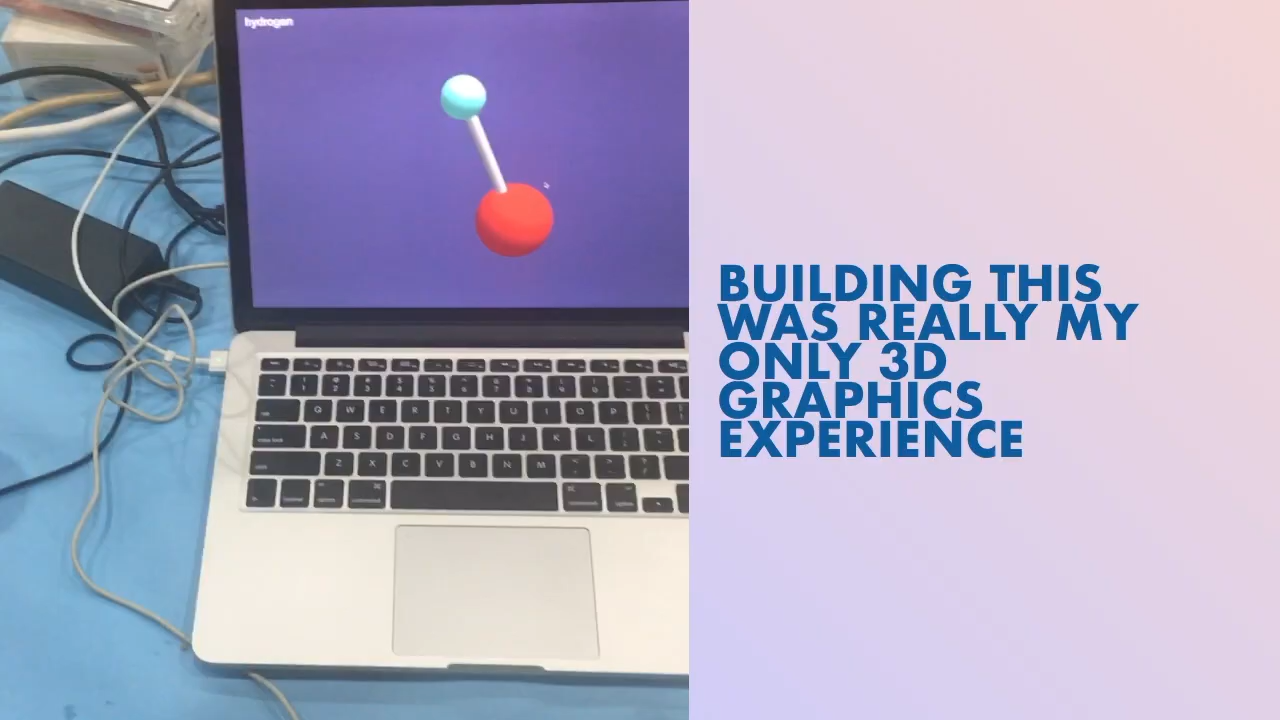 hydrogen
BUILDING THIS
WAS REALLY MY
ONLY 3D
GRAPHICS
EXPERIENCE
Q W E R T Y U I O P
A S D F G H J K L
Z X C V B N M